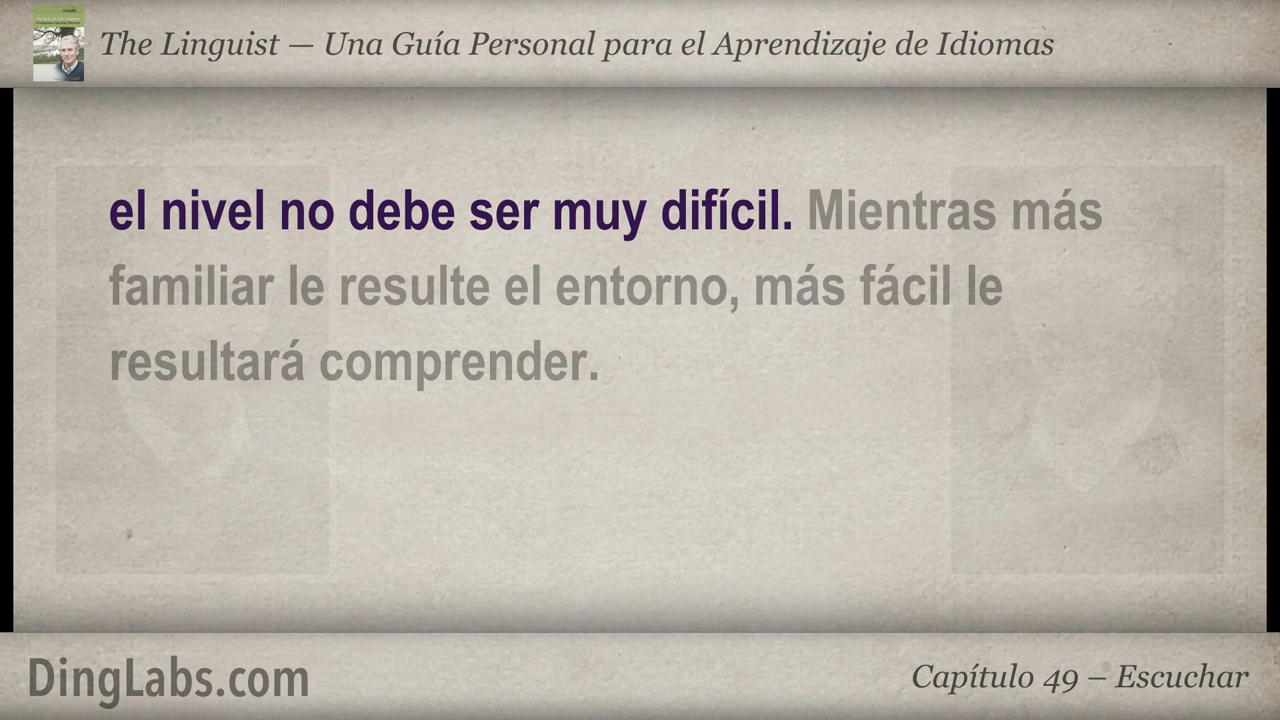 The Linguist — Una Guía Personal para el Aprendizaje de Idiomas
el nivel no debe ser muy difícil. Mientras más
familiar le resulte el entorno, más fácil le
resultará comprender.
DingLabs.com
Capítulo 49 – Escuchar